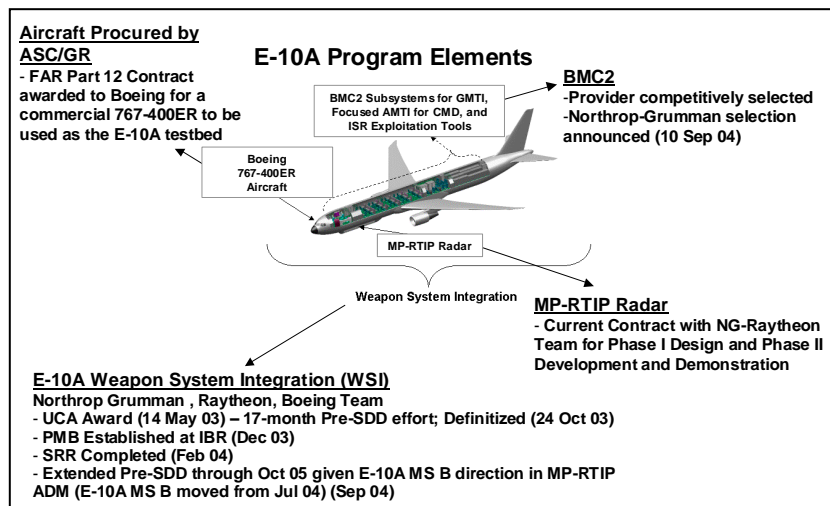 E-10A Program Elements
Aircraft Procured by
ASC/GR
- FAR Part 12 Contract
awarded to Boeing for a
commercial 767-400ER to be
used as the E-10A testbed
BMC2 Subsystems for GMTI,
Focused AMTI for CMD, and
ISR Exploitation Tools
BMC2
-Provider competitively selected
-Northrop-Grumman selection
announced (10 Sep 04)
Boeing
767-400ER
Aircraft
MP-RTIP Radar
Weapon System Integration
MP-RTIP Radar
- Current Contract with NG-Raytheon
Team for Phase I Design and Phase II
Development and Demonstration
E-10A Weapon System Integration (WSI)
Northrop Grumman , Raytheon, Boeing Team
- UCA Award (14 May 03) – 17-month Pre-SDD effort; Definitized (24 Oct 03)
- PMB Established at IBR (Dec 03)
- SRR Completed (Feb 04)
- Extended Pre-SDD through Oct 05 given E-10A MS B direction in MP-RTIP
ADM (E-10A MS B moved from Jul 04) (Sep 04)